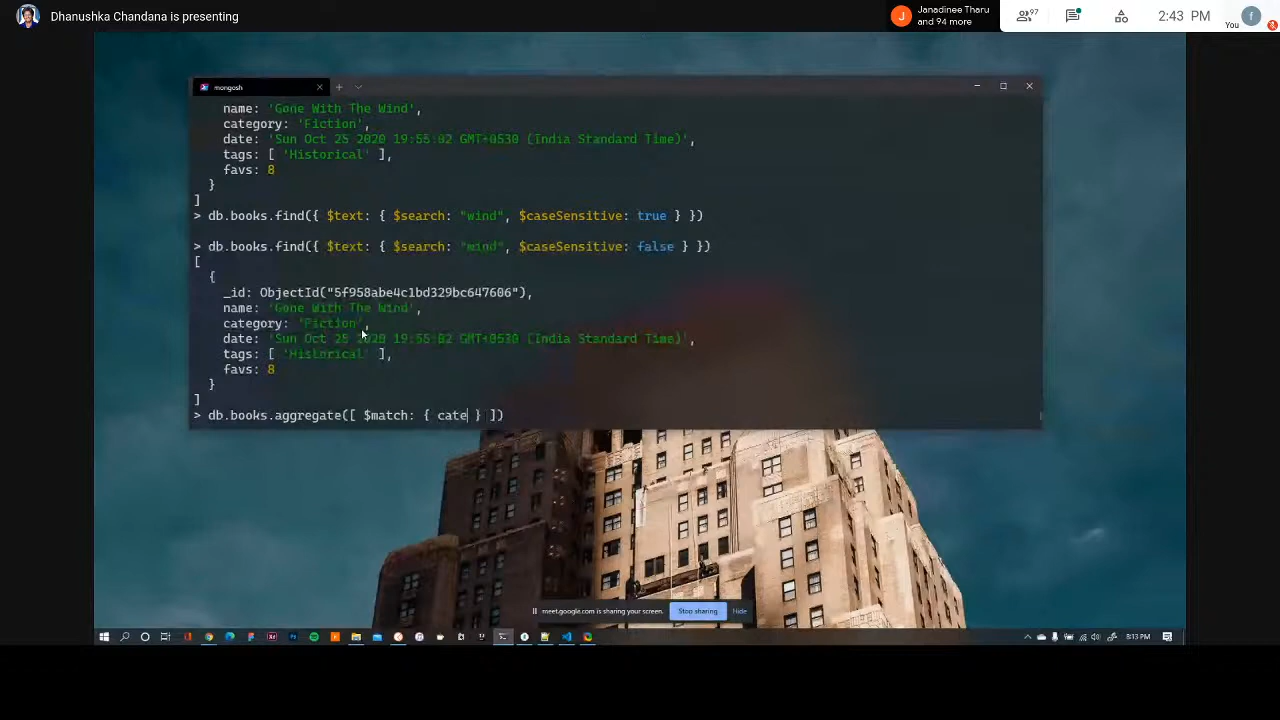 Dhanushka Chandana is presenting
J
Janadinee Tharu
and 94 more
97
2:43 PM
f
You
mongosh
name: 'Gone With The Wind',
category: 'Fiction',
date: 'Sun Oct 25 2020 19:55:02 GMT+0530 (India Standard Time)',
tags: [ 'Historical' ],
favs: 8
}
]
> db.books.find({ $text: { $search: "wind", $caseSensitive: true } })
> db.books.find({ $text: { $search: "wind", $caseSensitive: false } })
[
{
_id: ObjectId("5f958abe4c1bd329bc647606"),
name: 'Gone With The Wind',
category: 'Fiction',
date: 'Sun Oct 25 2020 19:55:02 GMT+0530 (India Standard Time)',
tags: [ 'Historical' ],
favs: 8
}
]
> db.books.aggregate([ $match: { cate } ])
meet.google.com is sharing your screen.
Stop sharing
Hide
8:13 PM